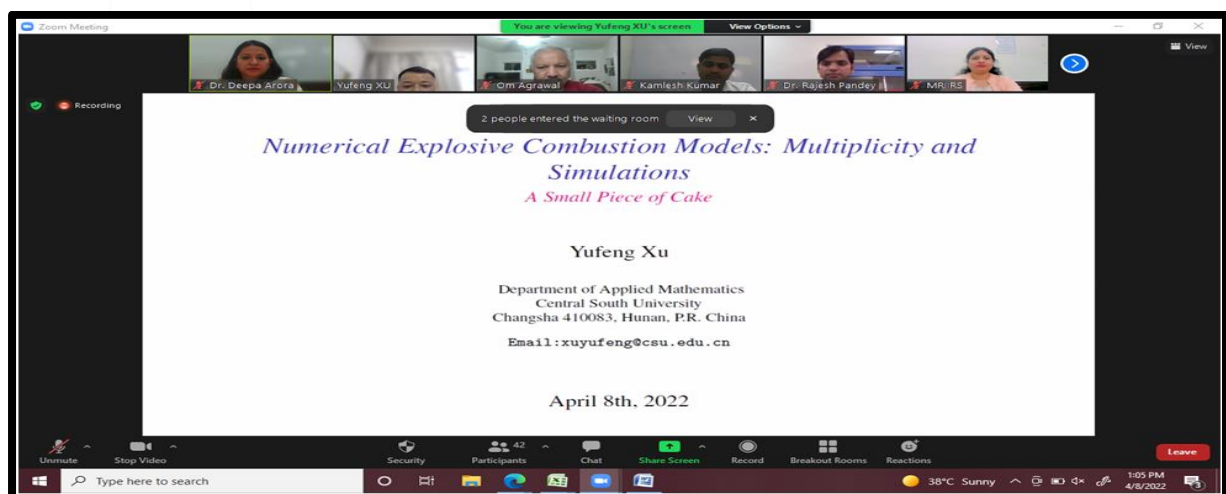 Zoom Meeting
You are viewing Yufeng XU's screen
View Options
View
Dr. Deepa Arora
Yufeng XU
Om Agrawal
Kamlesh Kumar
Dr. Rajesh Pandey
MR. RS
Recording
2 people entered the waiting room View ×
Numerical Explosive Combustion Models: Multiplicity and
Simulations
A Small Piece of Cake
Yufeng Xu
Department of Applied Mathematics
Central South University
Changsha 410083, Hunan, P.R. China
Email:xuyufeng@csu.edu.cn
April 8th, 2022
42
Unmute
Stop Video
Security
Participants
Chat
Share Screen
Record
Breakout Rooms
Reactions
Leave
Type here to search
38°C Sunny
1:05 PM
4/8/2022
3